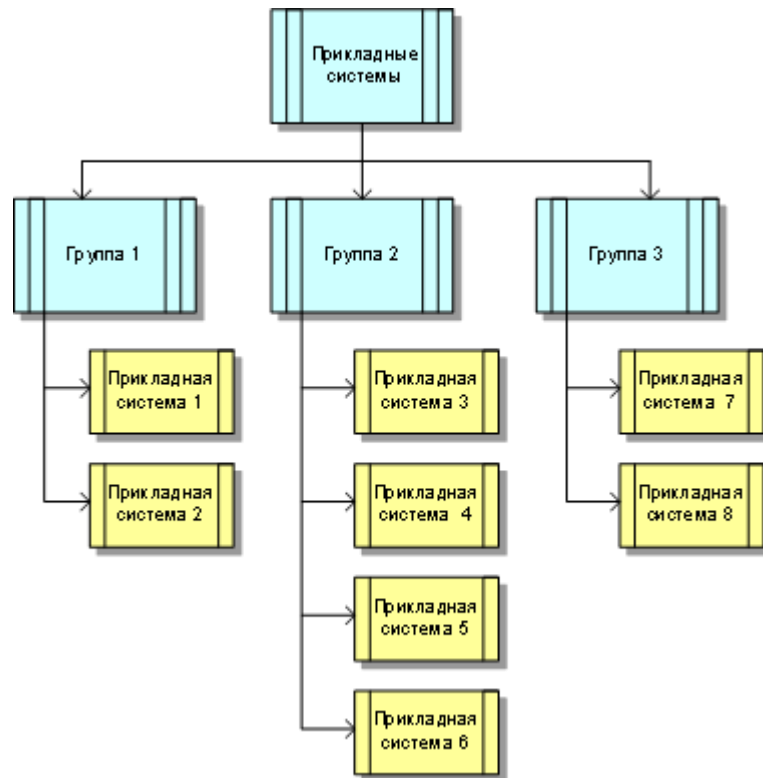 Прикладные
системы
Группа 1
Группа 2
Группа 3
Прикладная
система 1
Прикладная
система 2
Прикладная
система 3
Прикладная
система 4
Прикладная
система 5
Прикладная
система 6
Прикладная
система 7
Прикладная
система 8